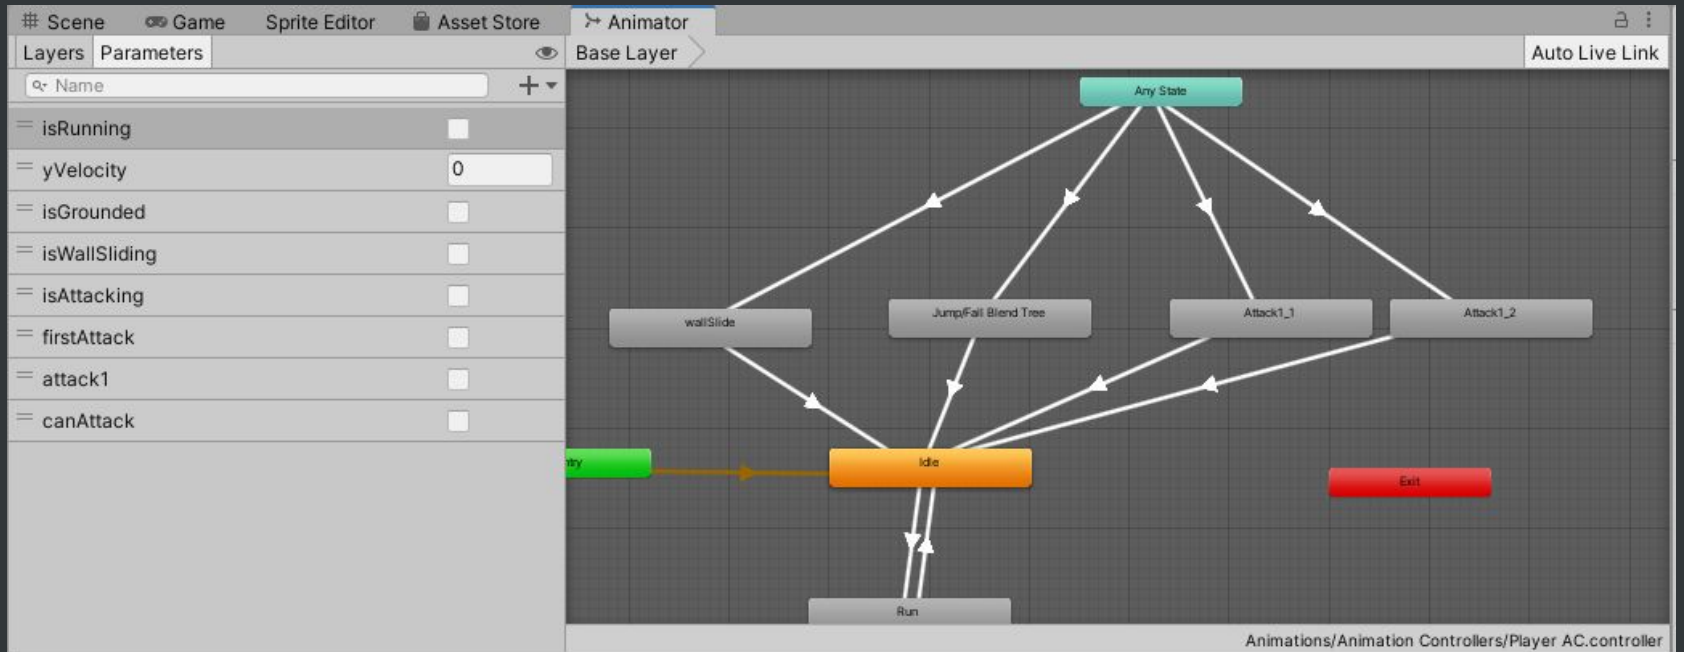 Scene Game Sprite Editor Asset Store Animator
Layers Parameters Base Layer Auto Live Link
Name
isRunning
yVelocity 0
isGrounded
isWallSliding
isAttacking
firstAttack
attack1
canAttack
Any State
wallSlide Jump/Fall Blend Tree Attack1_1 Attack1_2
ntry Idle Exit
Run
Animations/Animation Controllers/Player AC.controller